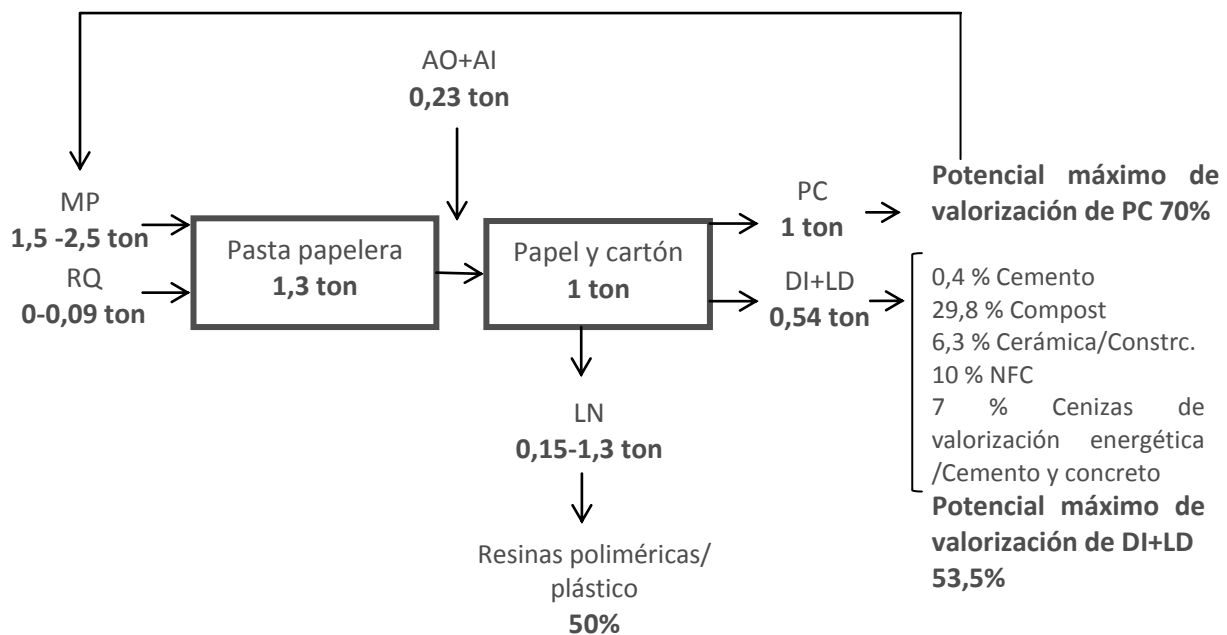 AO+AI
0,23 ton
MP
1,5 -2,5 ton
RQ
0-0,09 ton
Pasta papelera
1,3 ton
Papel y cartón
1 ton
PC
1 ton
Potencial máximo de
valorización de PC 70%
DI+LD
0,54 ton
0,4 % Cemento
29,8 % Compost
6,3 % Cerámica/Constrc.
10 % NFC
7 % Cenizas de
valorización energética
/Cemento y concreto
Potencial máximo de
valorización de DI+LD
53,5%
LN
0,15-1,3 ton
Resinas poliméricas/
plástico
50%